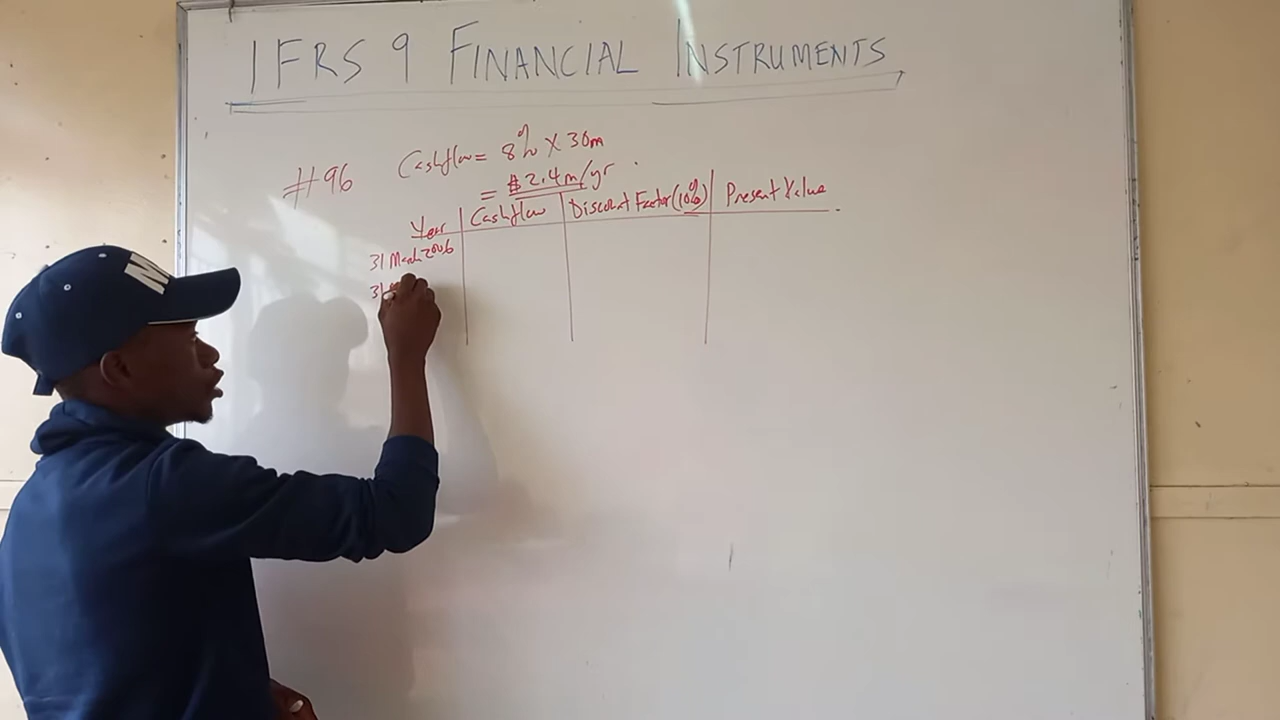 IFRS 9 FINANCIAL INSTRUMENTS
#96
Cashflow = 8% X 30m
= $2.4m/yr
Year Cashflow Discount Factor (10%) Present Value
31 March 2006
31
N